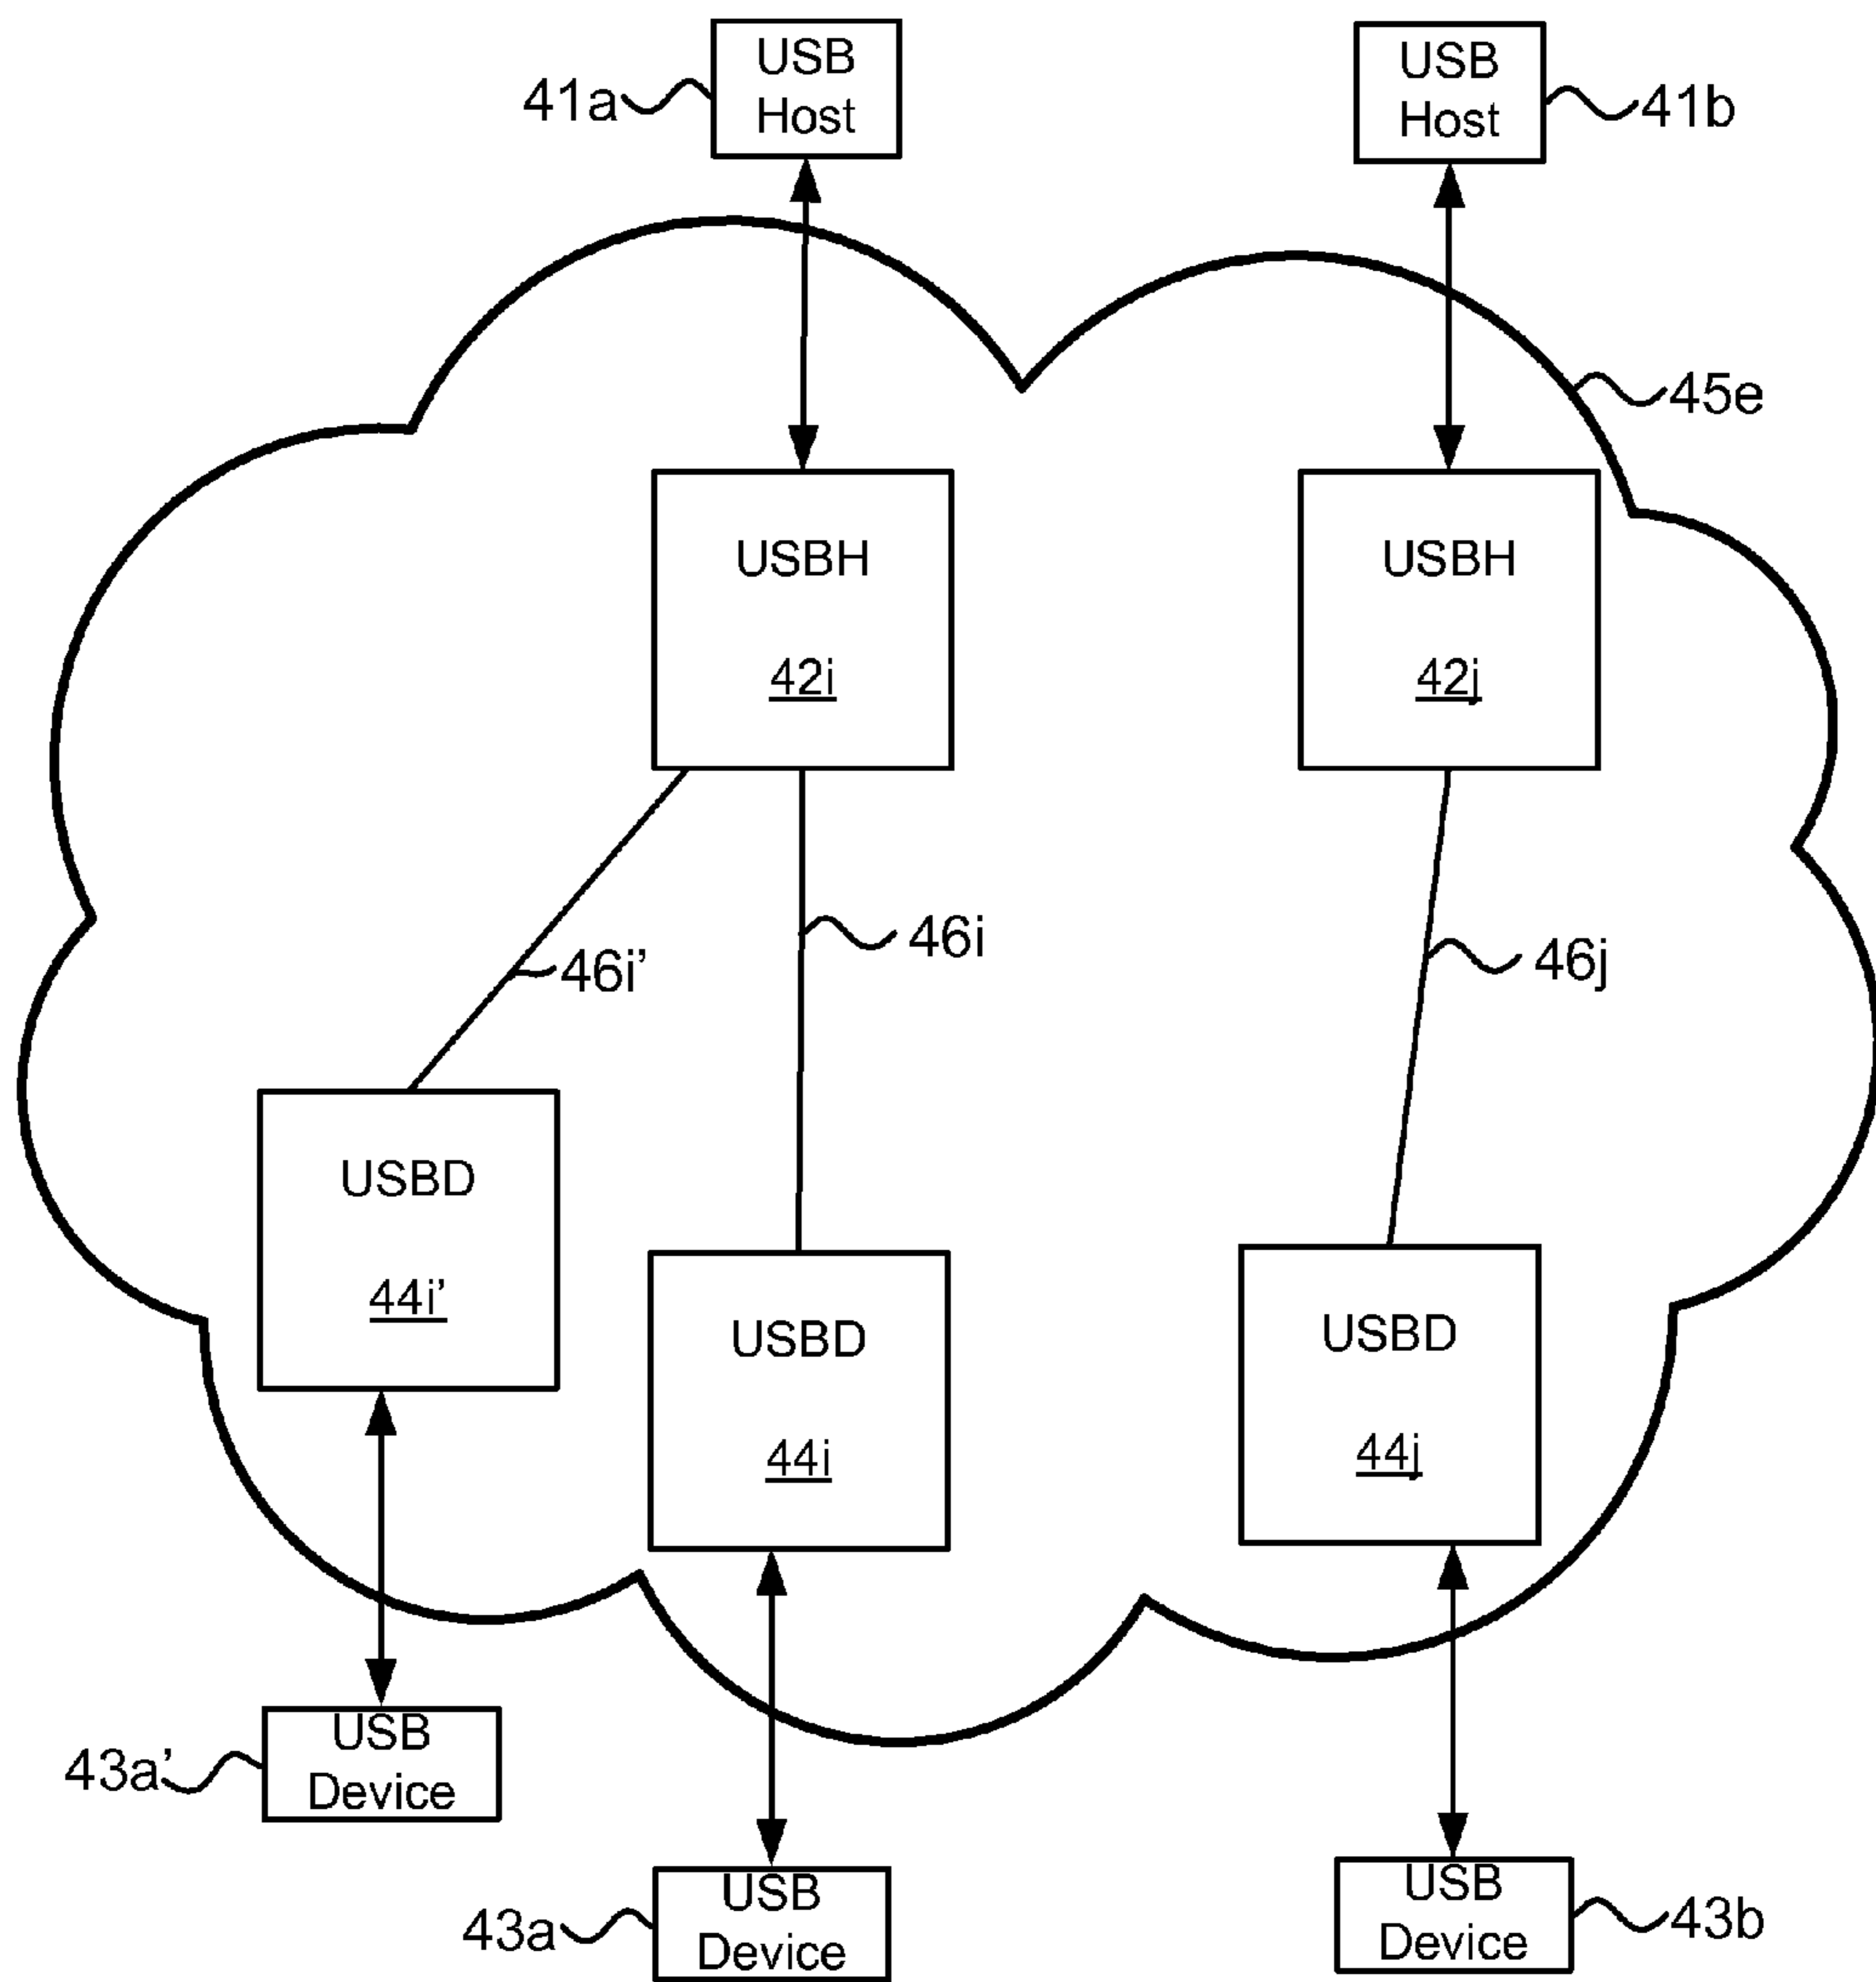 USB
Host
41a
USB
Host
41b
45e
USBH
42i
USBH
42j
46i’
46i
46j
USBD
44i’
USBD
44i
USBD
44j
USB
Device
43a’
USB
Device
43a
USB
Device
43b